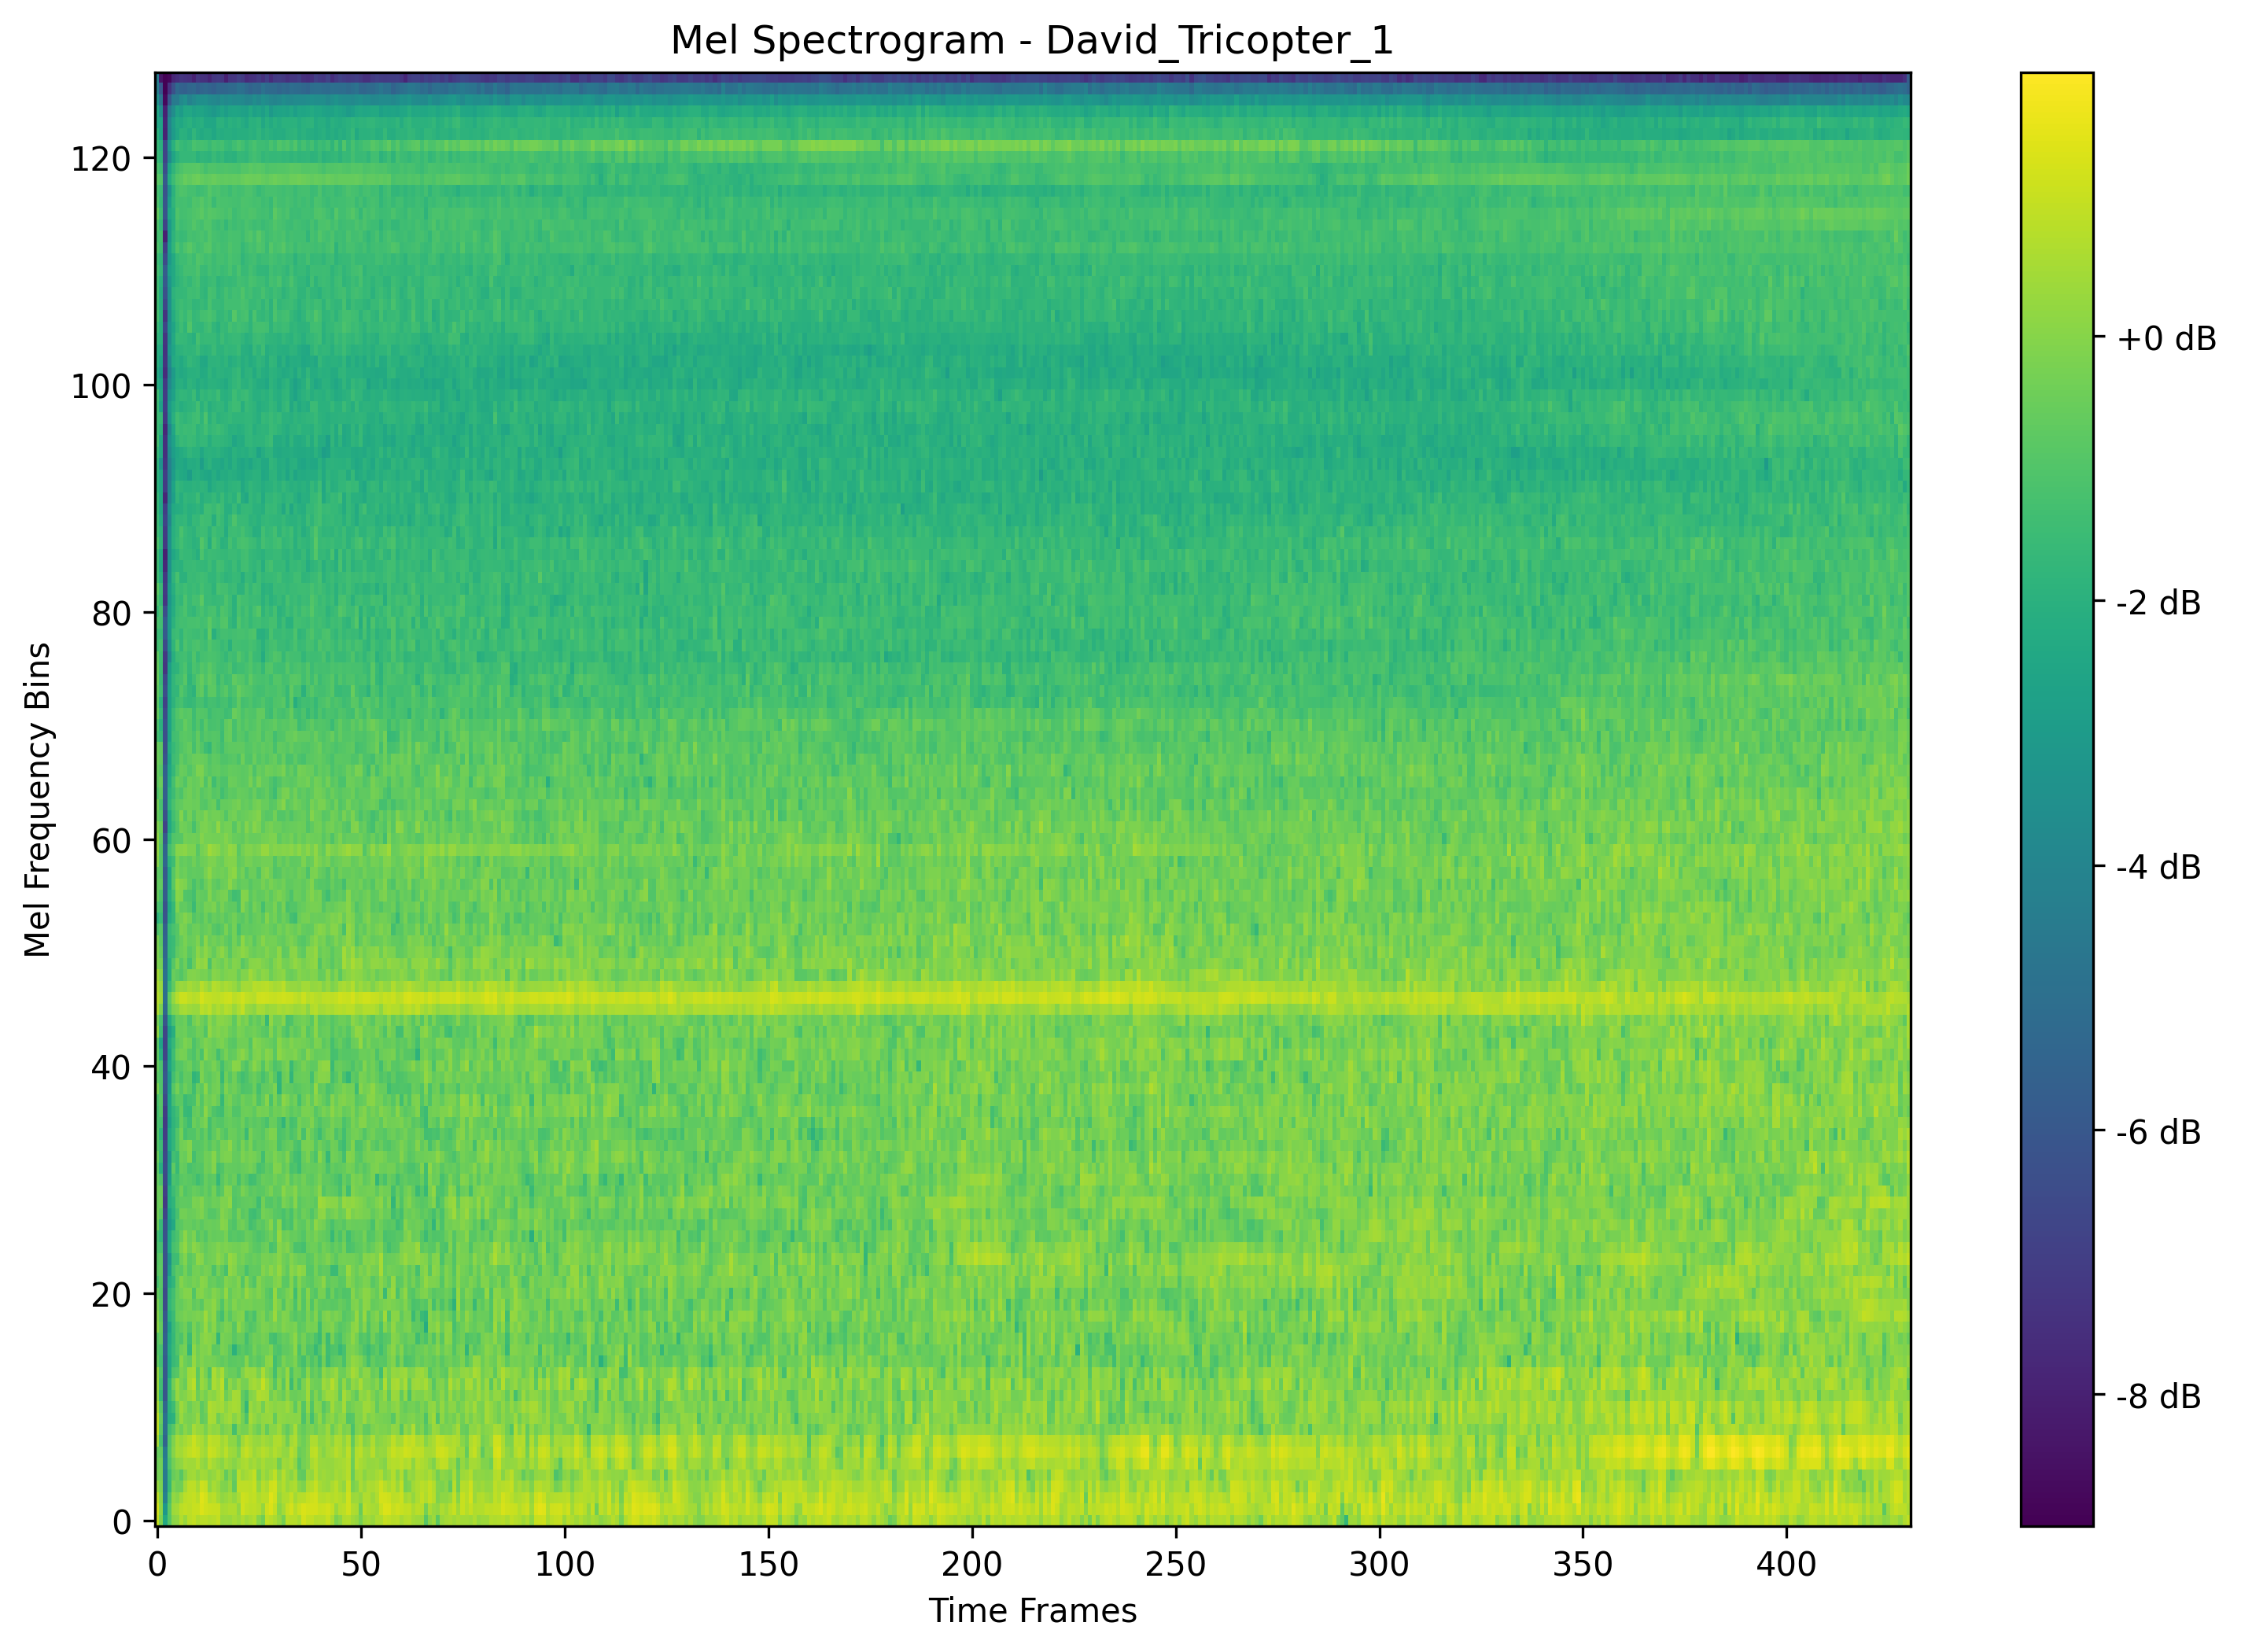 Mel Spectrogram - David_Tricopter_1
Mel Frequency Bins
120
100
80
60
40
20
0
0 50 100 150 200 250 300 350 400
Time Frames
+0 dB
-2 dB
-4 dB
-6 dB
-8 dB